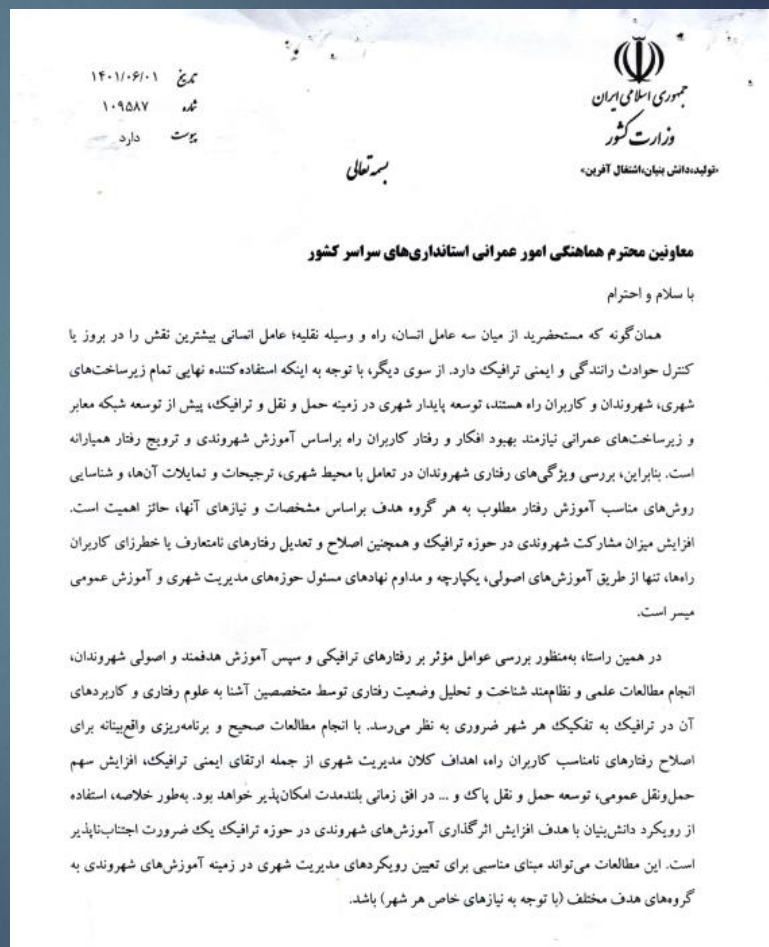 جمهوری اسلامی ایران
وزارت کشور
«تولید،دانش بنیان،اشتغال آفرین»
تاریخ ۱۴۰۱/۰۶/۰۱
شماره ۱۰۹۵۸۷
پیوست دارد
بسمه تعالی
معاونین محترم هماهنگی امور عمرانی استانداری‌های سراسر کشور
با سلام و احترام
همان‌گونه که مستحضرید از میان سه عامل انسان، راه و وسیله نقلیه؛ عامل انسانی بیشترین نقش را در بروز یا
کنترل حوادث رانندگی و ایمنی ترافیک دارد. از سوی دیگر، با توجه به اینکه استفاده‌کننده نهایی تمام زیرساخت‌های
شهری، شهروندان و کاربران راه هستند، توسعه پایدار شهری در زمینه حمل و نقل و ترافیک، پیش از توسعه شبکه معابر
و زیرساخت‌های عمرانی نیازمند بهبود افکار و رفتار کاربران راه براساس آموزش شهروندی و ترویج رفتار همیارانه
است. بنابراین، بررسی ویژگی‌های رفتاری شهروندان در تعامل با محیط شهری، ترجیحات و تمایلات آن‌ها، و شناسایی
روش‌های مناسب آموزش رفتار مطلوب به هر گروه هدف براساس مشخصات و نیازهای آنها، حائز اهمیت است.
افزایش میزان مشارکت شهروندی در حوزه ترافیک و همچنین اصلاح و تعدیل رفتارهای نامتعارف یا خطرزای کاربران
راه‌ها، تنها از طریق آموزش‌های اصولی، یکپارچه و مداوم نهادهای مسئول حوزه‌های مدیریت شهری و آموزش عمومی
میسر است.
در همین راستا، به‌منظور بررسی عوامل مؤثر بر رفتارهای ترافیکی و سپس آموزش هدفمند و اصولی شهروندان،
انجام مطالعات علمی و نظام‌مند شناخت و تحلیل وضعیت رفتاری توسط متخصصین آشنا به علوم رفتاری و کاربردهای
آن در ترافیک به تفکیک هر شهر ضروری به نظر می‌رسد. با انجام مطالعات صحیح و برنامه‌ریزی واقع‌بینانه برای
اصلاح رفتارهای نامناسب کاربران راه، اهداف کلان مدیریت شهری از جمله ارتقای ایمنی ترافیک، افزایش سهم
حمل‌ونقل عمومی، توسعه حمل و نقل پاک و ... در افق زمانی بلندمدت امکان‌پذیر خواهد بود. به‌طور خلاصه، استفاده
از رویکرد دانش‌بنیان با هدف افزایش اثرگذاری آموزش‌های شهروندی در حوزه ترافیک یک ضرورت اجتناب‌ناپذیر
است. این مطالعات می‌تواند مبنای مناسبی برای تعیین رویکردهای مدیریت شهری در زمینه آموزش‌های شهروندی به
گروه‌های هدف مختلف (با توجه به نیازهای خاص هر شهر) باشد.